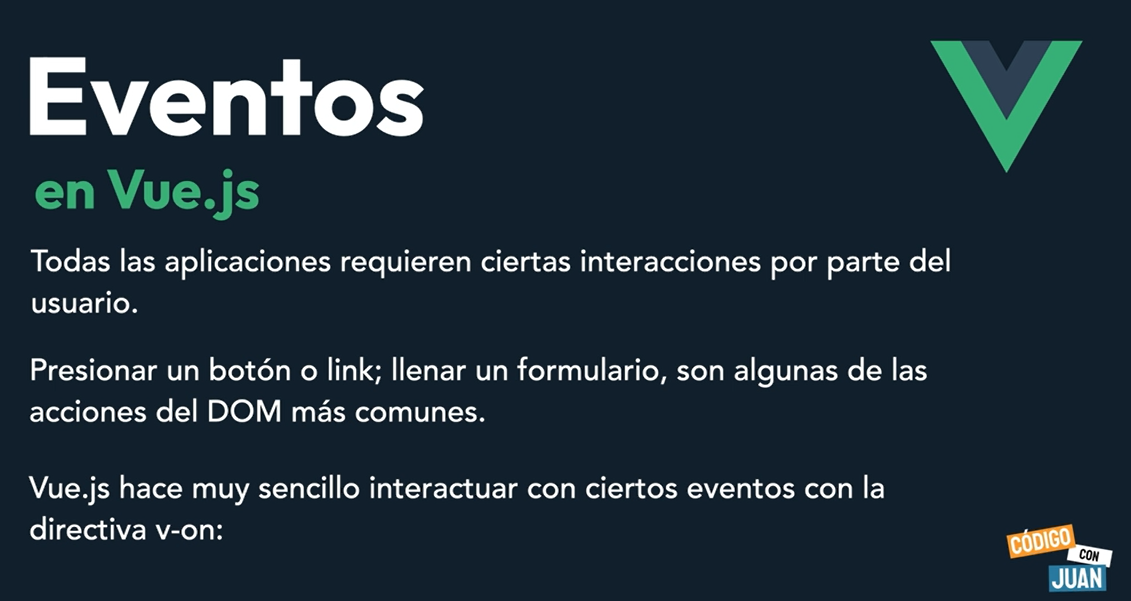 Eventos
en Vue.js
Todas las aplicaciones requieren ciertas interacciones por parte del
usuario.
Presionar un botón o link; llenar un formulario, son algunas de las
acciones del DOM más comunes.
Vue.js hace muy sencillo interactuar con ciertos eventos con la
directiva v-on:
CÓDIGO
CON
JUAN